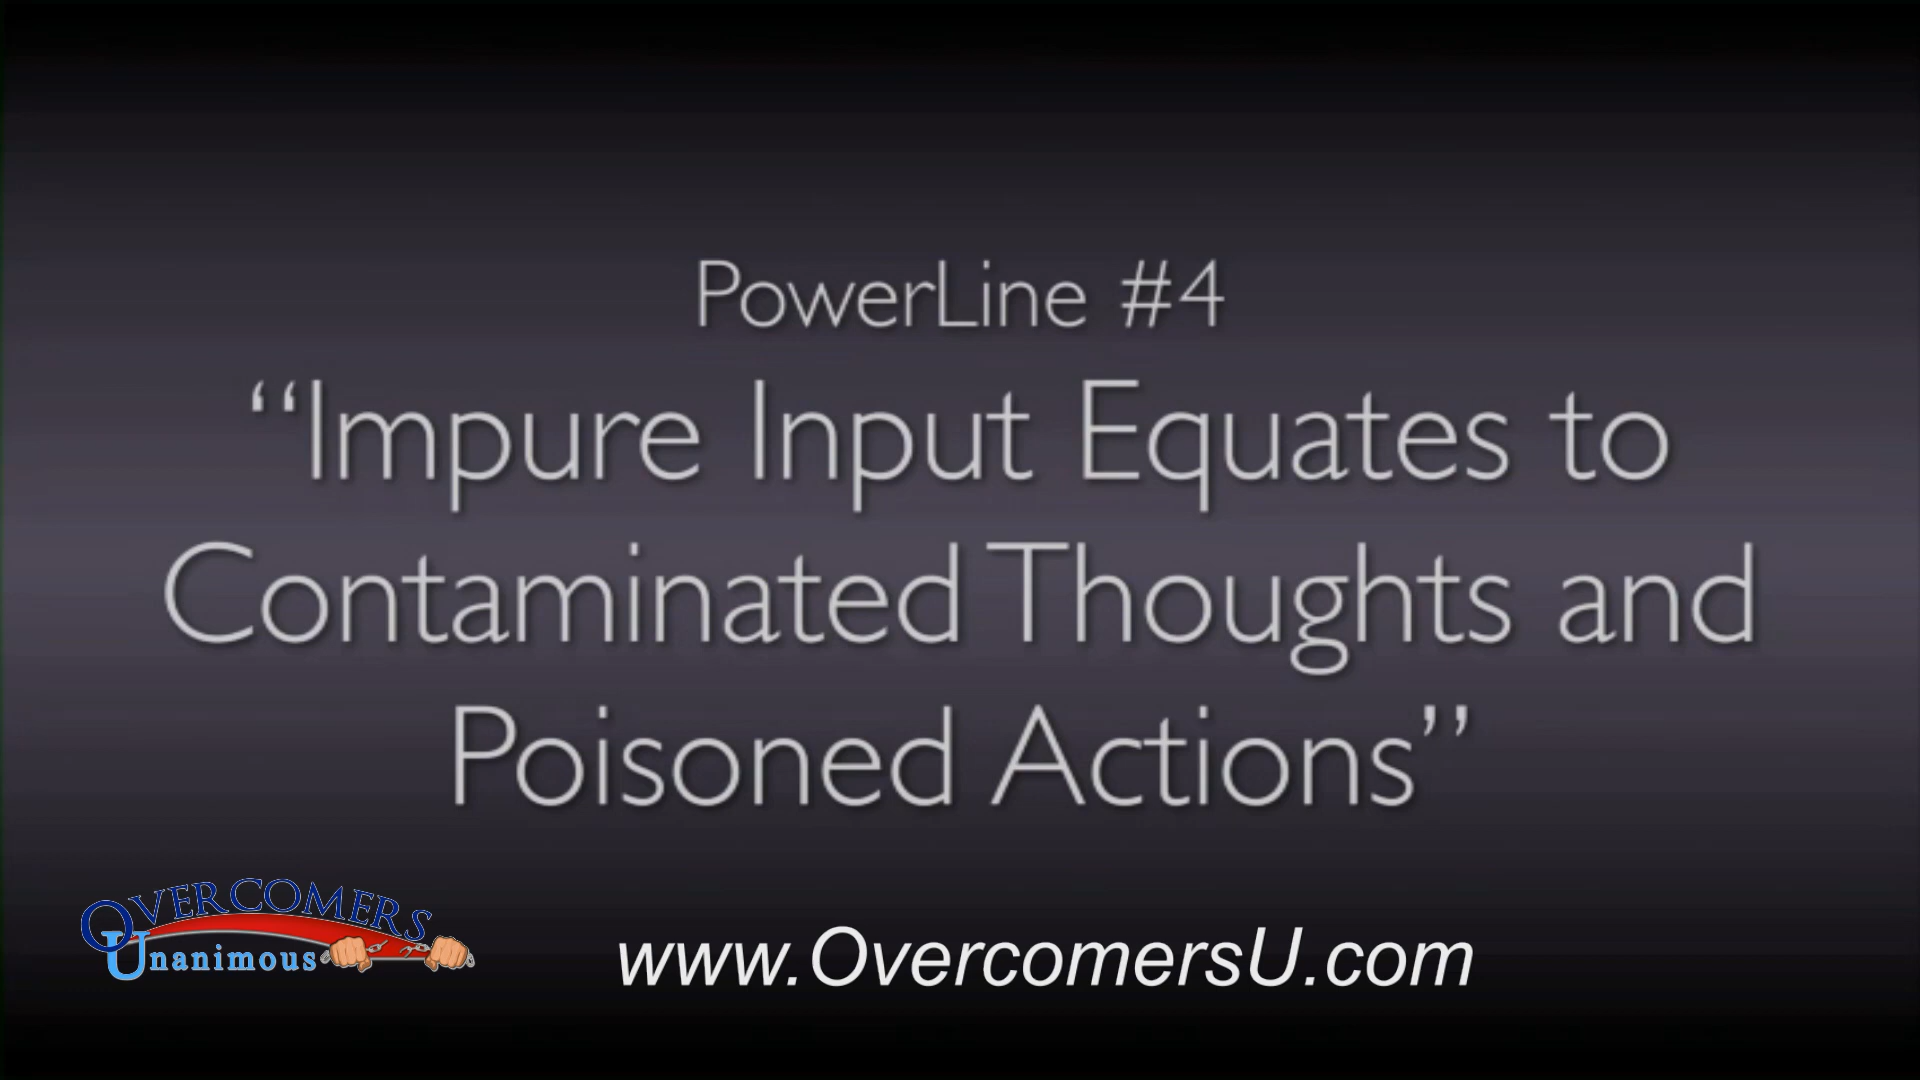 PowerLine #4
“Impure Input Equates to
Contaminated Thoughts and
Poisoned Actions”
OVERCOMERS
Unanimous
www.OvercomersU.com